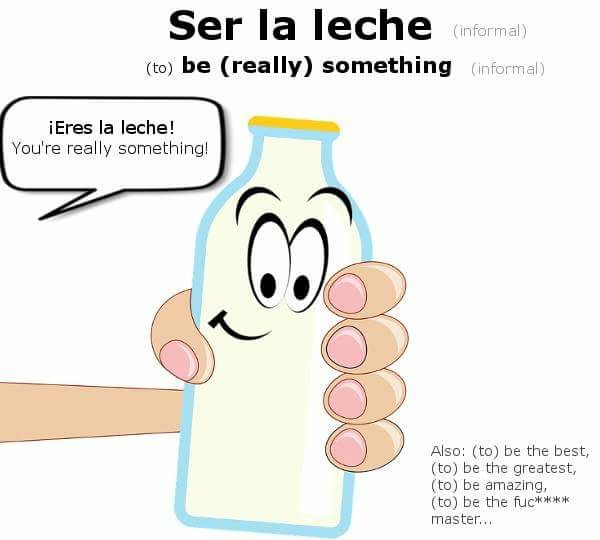 Ser la leche (informal)
(to) be (really) something (informal)
¡Eres la leche!
You're really something!
Also: (to) be the best,
(to) be the greatest,
(to) be amazing,
(to) be the fuc****
master...